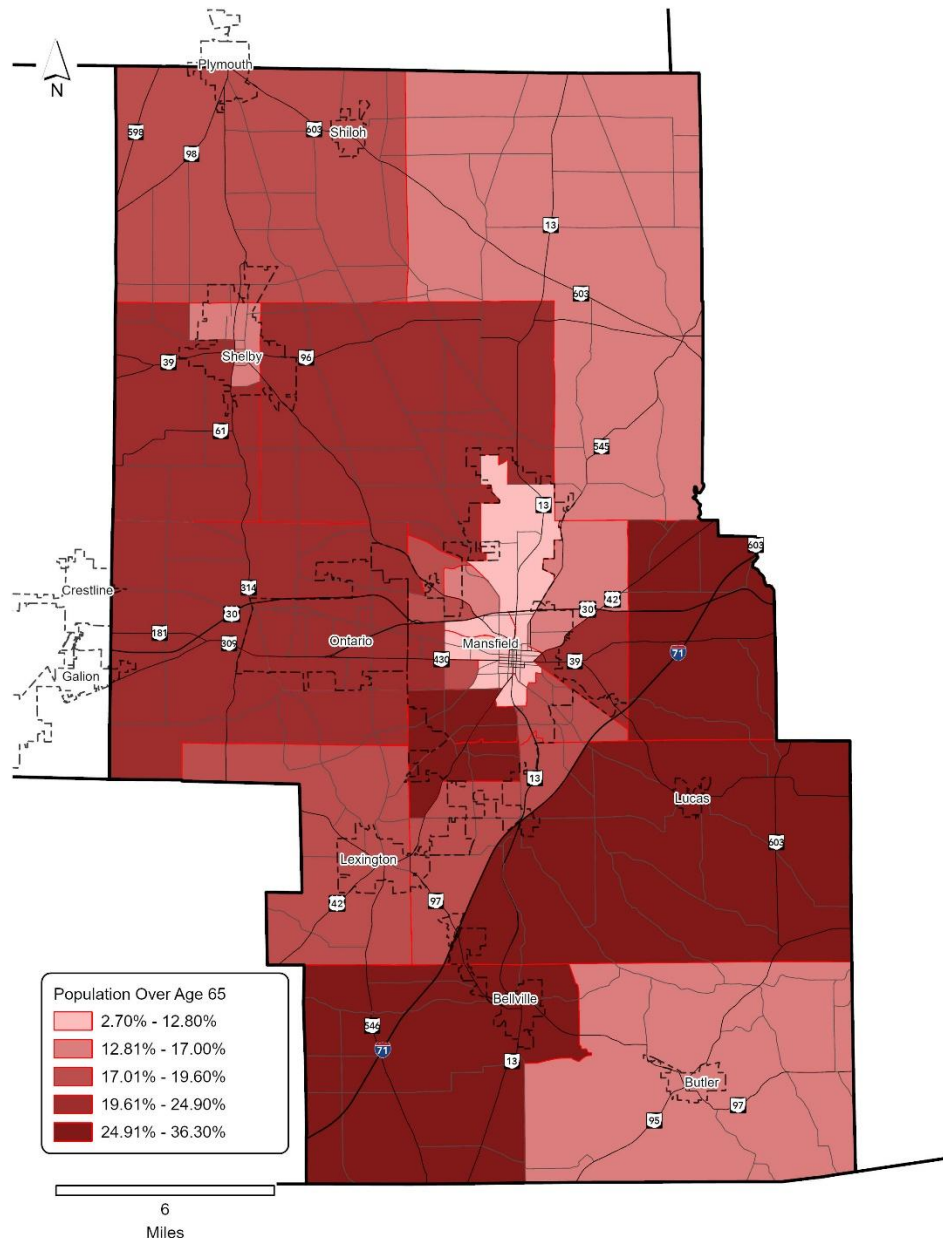 Plymouth
N
598
603
Shiloh
98
13
603
39
Shelby
96
61
545
13
603
Crestline
314
42
30
30
181
309
Ontario
Mansfield
430
39
71
Galion
13
Lucas
603
Lexington
42
97
Population Over Age 65
2.70% - 12.80%
12.81% - 17.00%
17.01% - 19.60%
19.61% - 24.90%
24.91% - 36.30%
Bellville
546
71
13
Butler
95
97
6
Miles